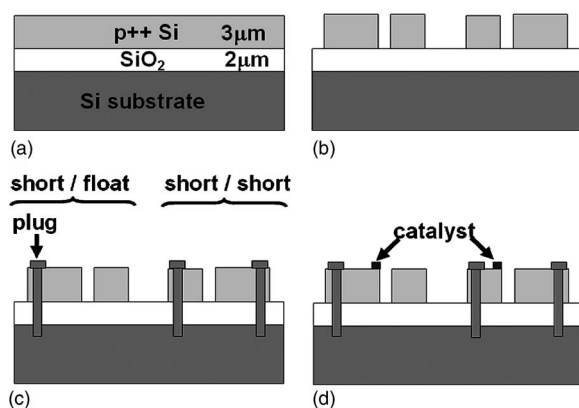 p++ Si 3μm
SiO2 2μm
Si substrate
(a)
(b)
short / float short / short
plug
catalyst
(c)
(d)